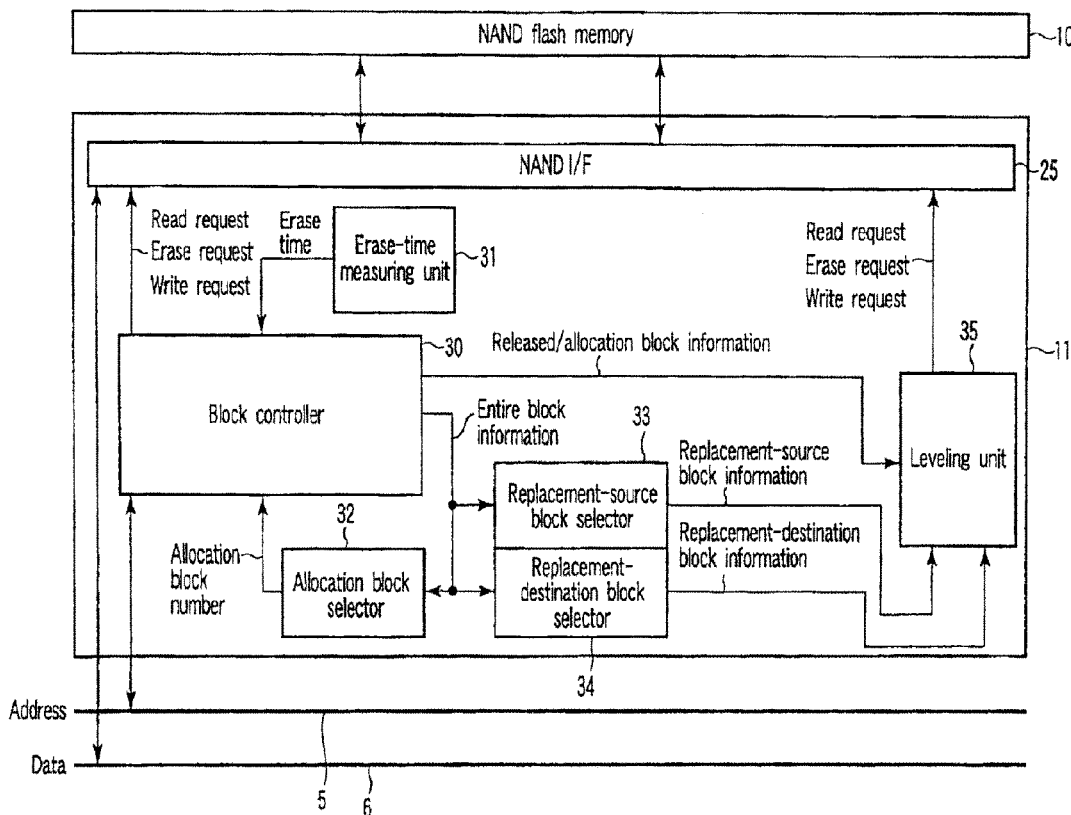 NAND flash memory
10
NAND I/F
25
Read request
Erase request
Write request
Erase
time
Erase-time
measuring unit
31
Read request
Erase request
Write request
30
Released/allocation block information
35
11
Block controller
Entire block
information
33
Replacement-source
block information
Leveling unit
Replacement-source
block selector
32
Replacement-destination
block information
Allocation
block
number
Allocation block
selector
Replacement-
destination block
selector
34
Address
5
Data
6